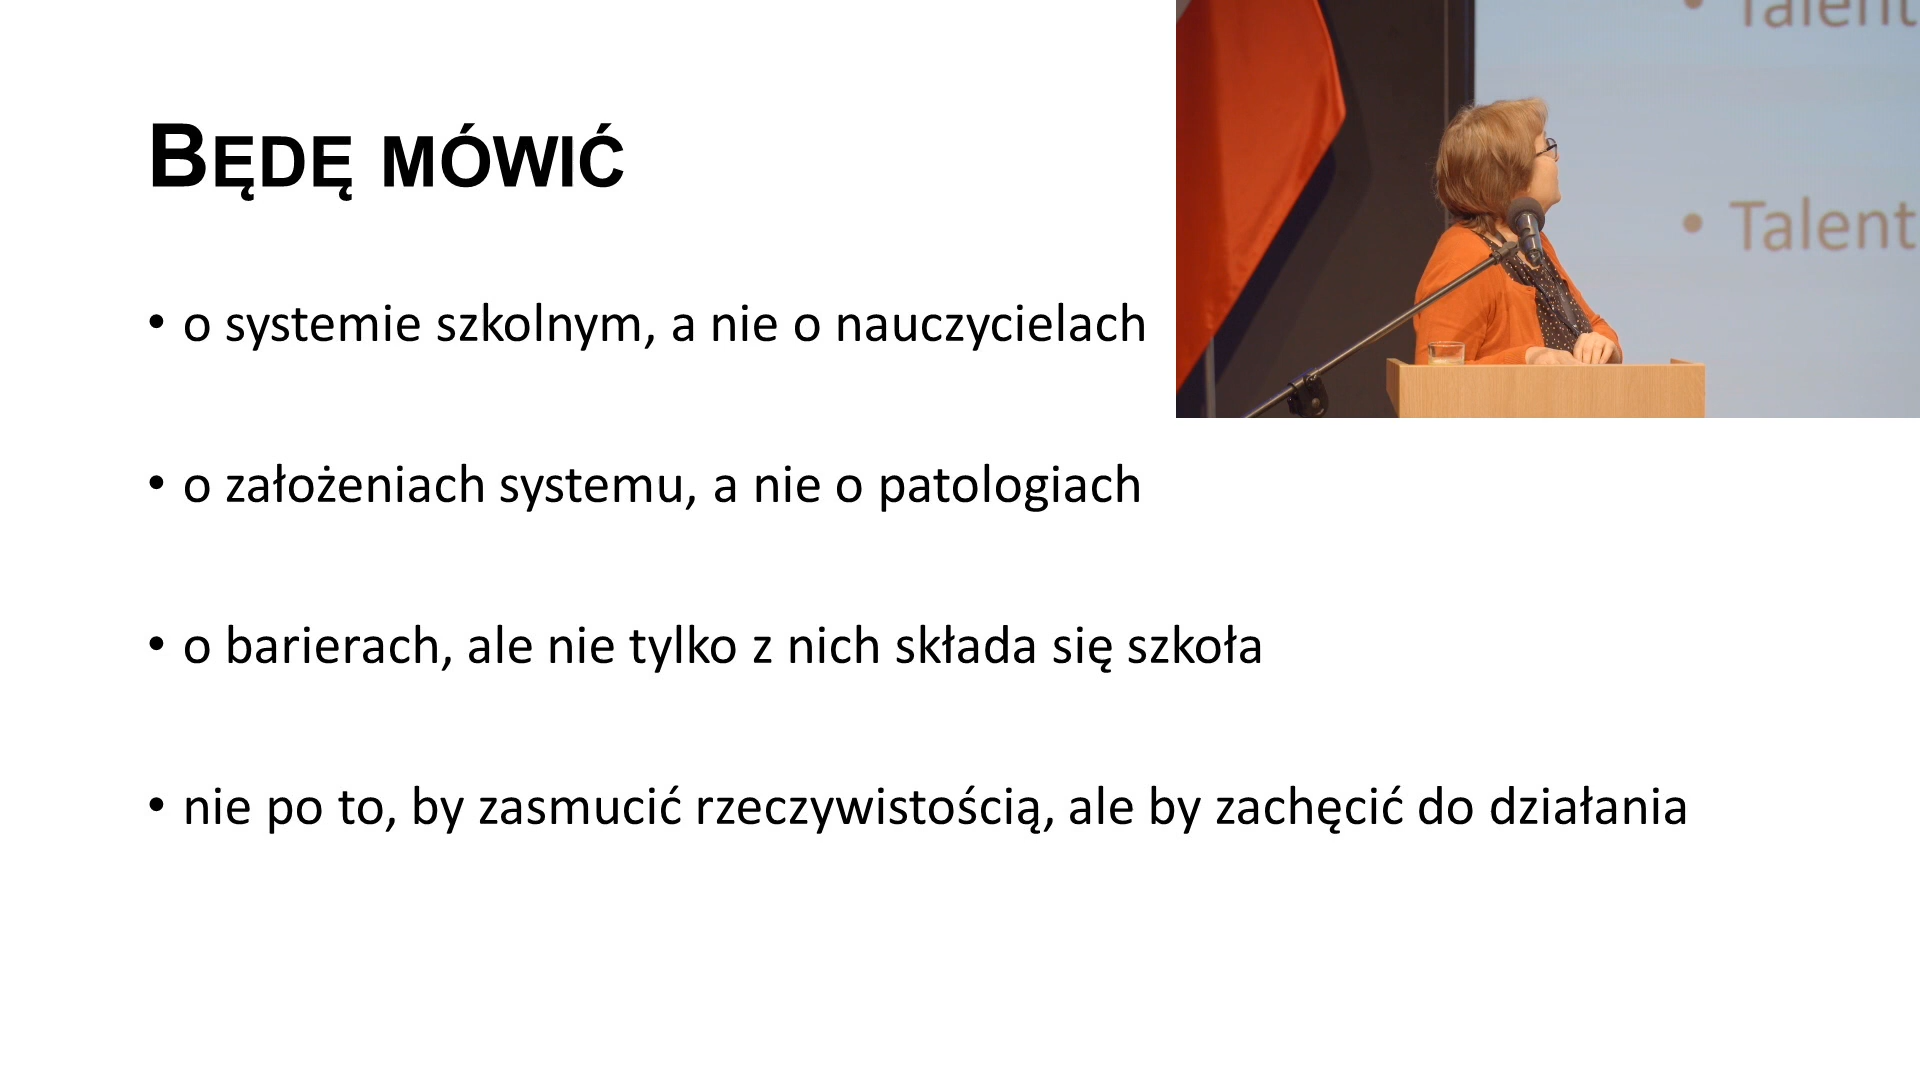 BĘDĘ MÓWIĆ
• o systemie szkolnym, a nie o nauczycielach
• o założeniach systemu, a nie o patologiach
• o barierach, ale nie tylko z nich składa się szkoła
• nie po to, by zasmucić rzeczywistością, ale by zachęcić do działania
• Talent
• Talent